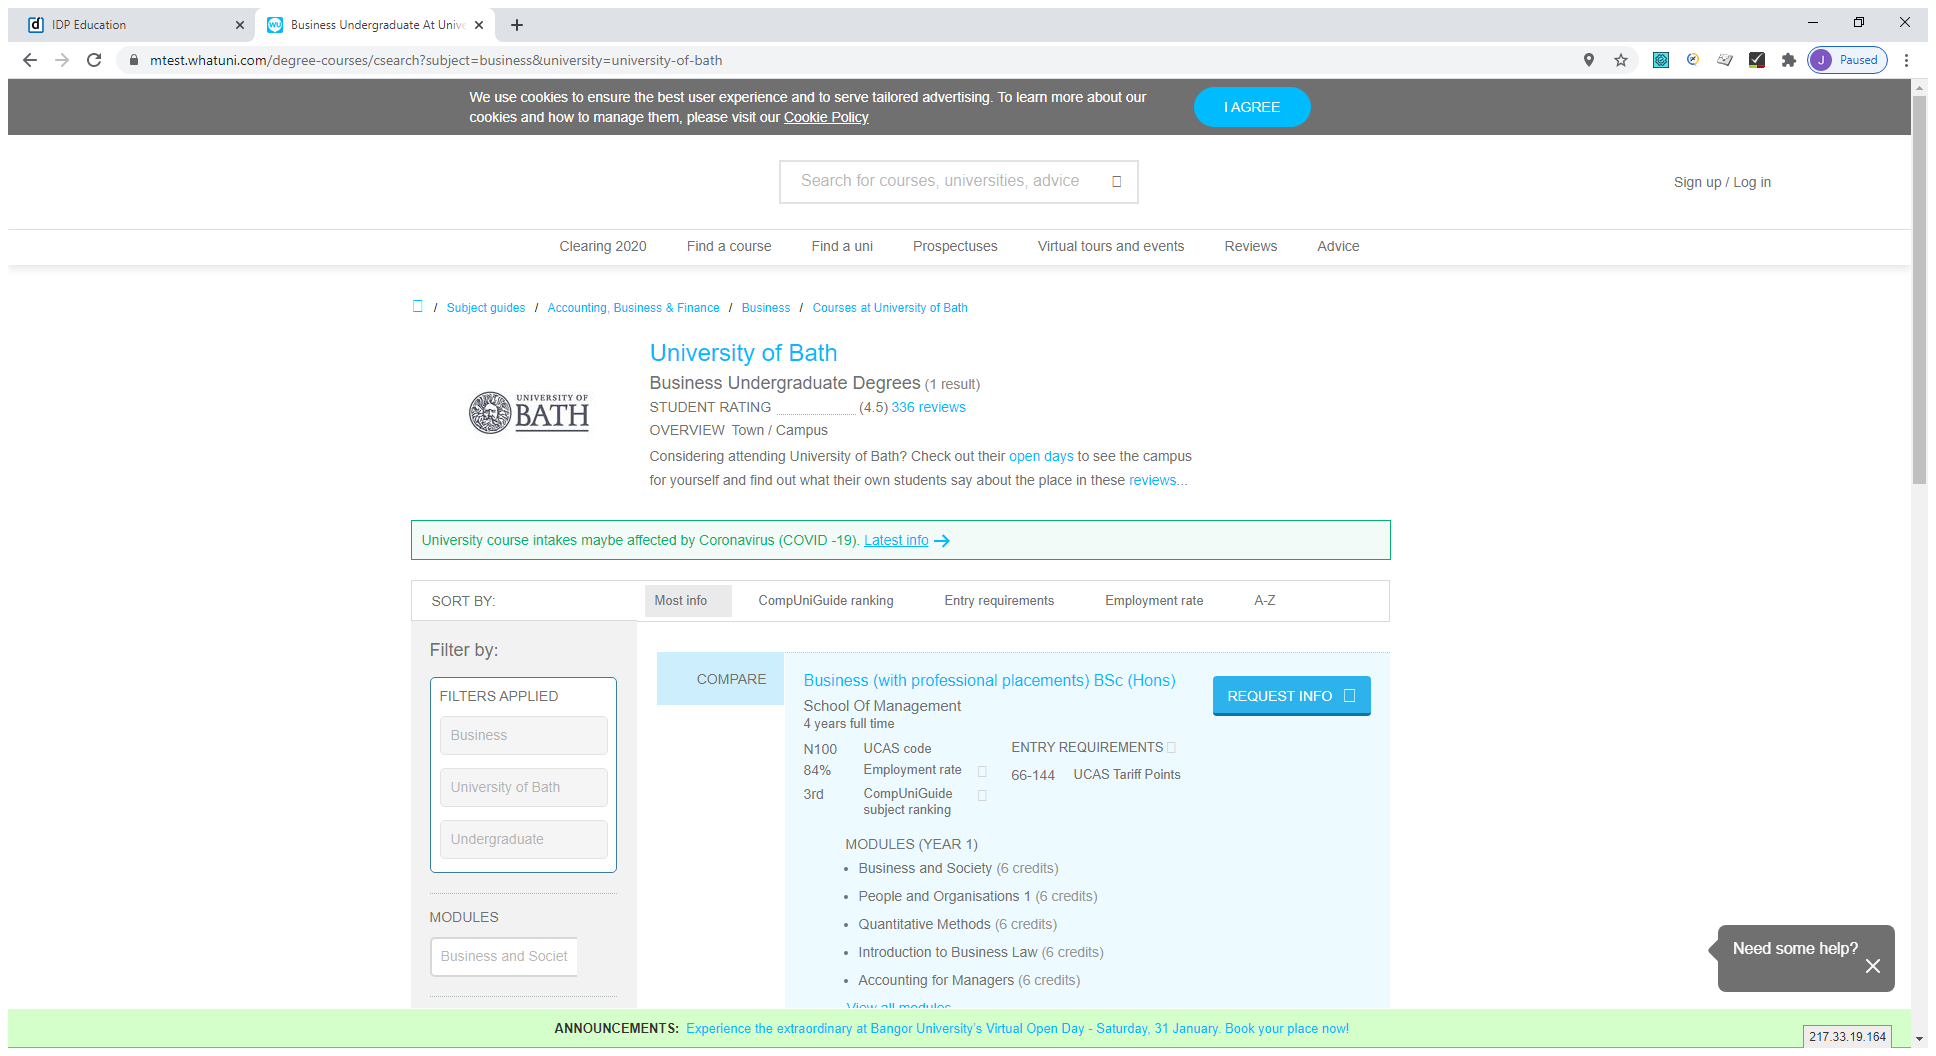 IDP Education
Business Undergraduate At Unive
mtest.whatuni.com/degree-courses/csearch?subject=business&university=university-of-bath
J Paused
We use cookies to ensure the best user experience and to serve tailored advertising. To learn more about our
cookies and how to manage them, please visit our Cookie Policy
I AGREE
Search for courses, universities, advice
Sign up / Log in
Clearing 2020 Find a course Find a uni Prospectuses Virtual tours and events Reviews Advice
/ Subject guides / Accounting, Business & Finance / Business / Courses at University of Bath
UNIVERSITY OF
BATH
University of Bath
Business Undergraduate Degrees (1 result)
STUDENT RATING (4.5) 336 reviews
OVERVIEW Town / Campus
Considering attending University of Bath? Check out their open days to see the campus
for yourself and find out what their own students say about the place in these reviews...
University course intakes maybe affected by Coronavirus (COVID -19). Latest info
SORT BY: Most info CompUniGuide ranking Entry requirements Employment rate A-Z
Filter by:
FILTERS APPLIED
Business
University of Bath
Undergraduate
MODULES
Business and Societ
COMPARE
Business (with professional placements) BSc (Hons)
School Of Management
4 years full time
REQUEST INFO
N100 UCAS code
84% Employment rate
3rd CompUniGuide
subject ranking
ENTRY REQUIREMENTS
66-144 UCAS Tariff Points
MODULES (YEAR 1)
• Business and Society (6 credits)
• People and Organisations 1 (6 credits)
• Quantitative Methods (6 credits)
• Introduction to Business Law (6 credits)
• Accounting for Managers (6 credits)
View all modules
Need some help?
ANNOUNCEMENTS: Experience the extraordinary at Bangor University's Virtual Open Day - Saturday, 31 January. Book your place now!
217.33.19.164